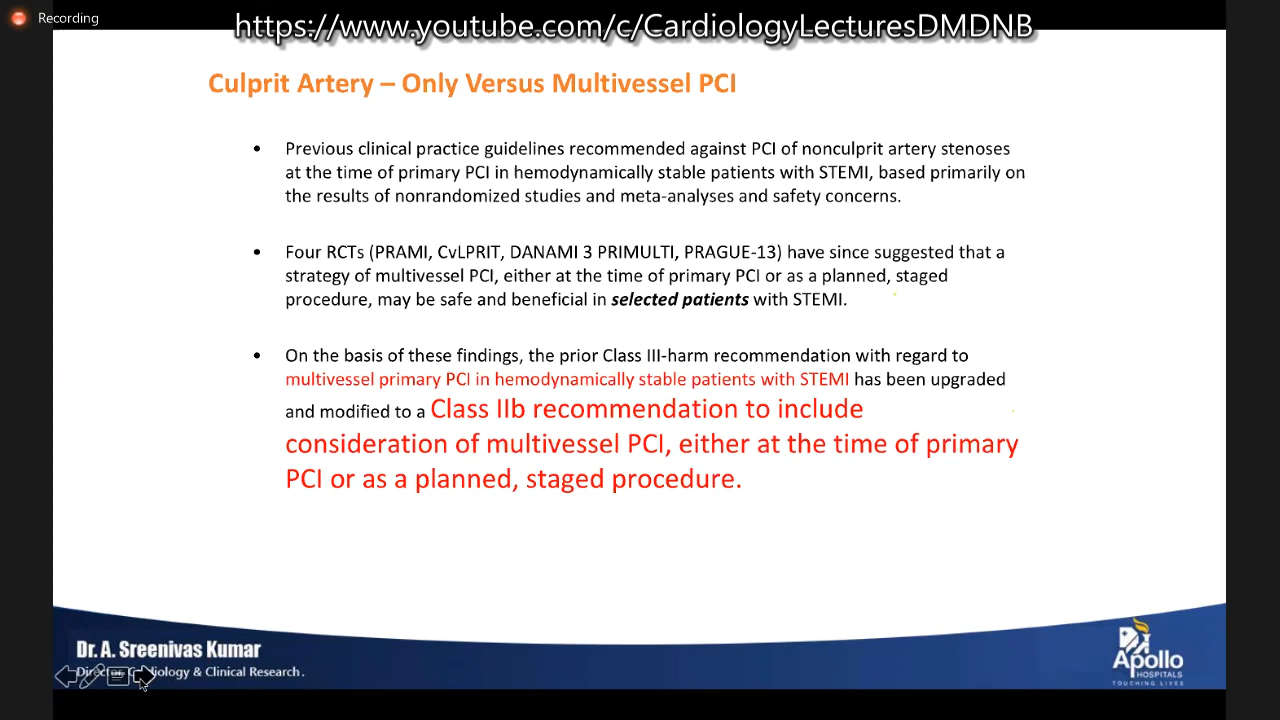 Recording
https://www.youtube.com/c/CardiologyLecturesDMDNB
Culprit Artery – Only Versus Multivessel PCI
• Previous clinical practice guidelines recommended against PCI of nonculprit artery stenoses
at the time of primary PCI in hemodynamically stable patients with STEMI, based primarily on
the results of nonrandomized studies and meta-analyses and safety concerns.
• Four RCTs (PRAMI, CvLPRIT, DANAMI 3 PRIMULTI, PRAGUE-13) have since suggested that a
strategy of multivessel PCI, either at the time of primary PCI or as a planned, staged
procedure, may be safe and beneficial in selected patients with STEMI.
• On the basis of these findings, the prior Class III-harm recommendation with regard to
multivessel primary PCI in hemodynamically stable patients with STEMI has been upgraded
and modified to a Class IIb recommendation to include
consideration of multivessel PCI, either at the time of primary
PCI or as a planned, staged procedure.
Dr. A. Sreenivas Kumar
Director Cardiology & Clinical Research.
Apollo
HOSPITALS
TOUCHING LIVES